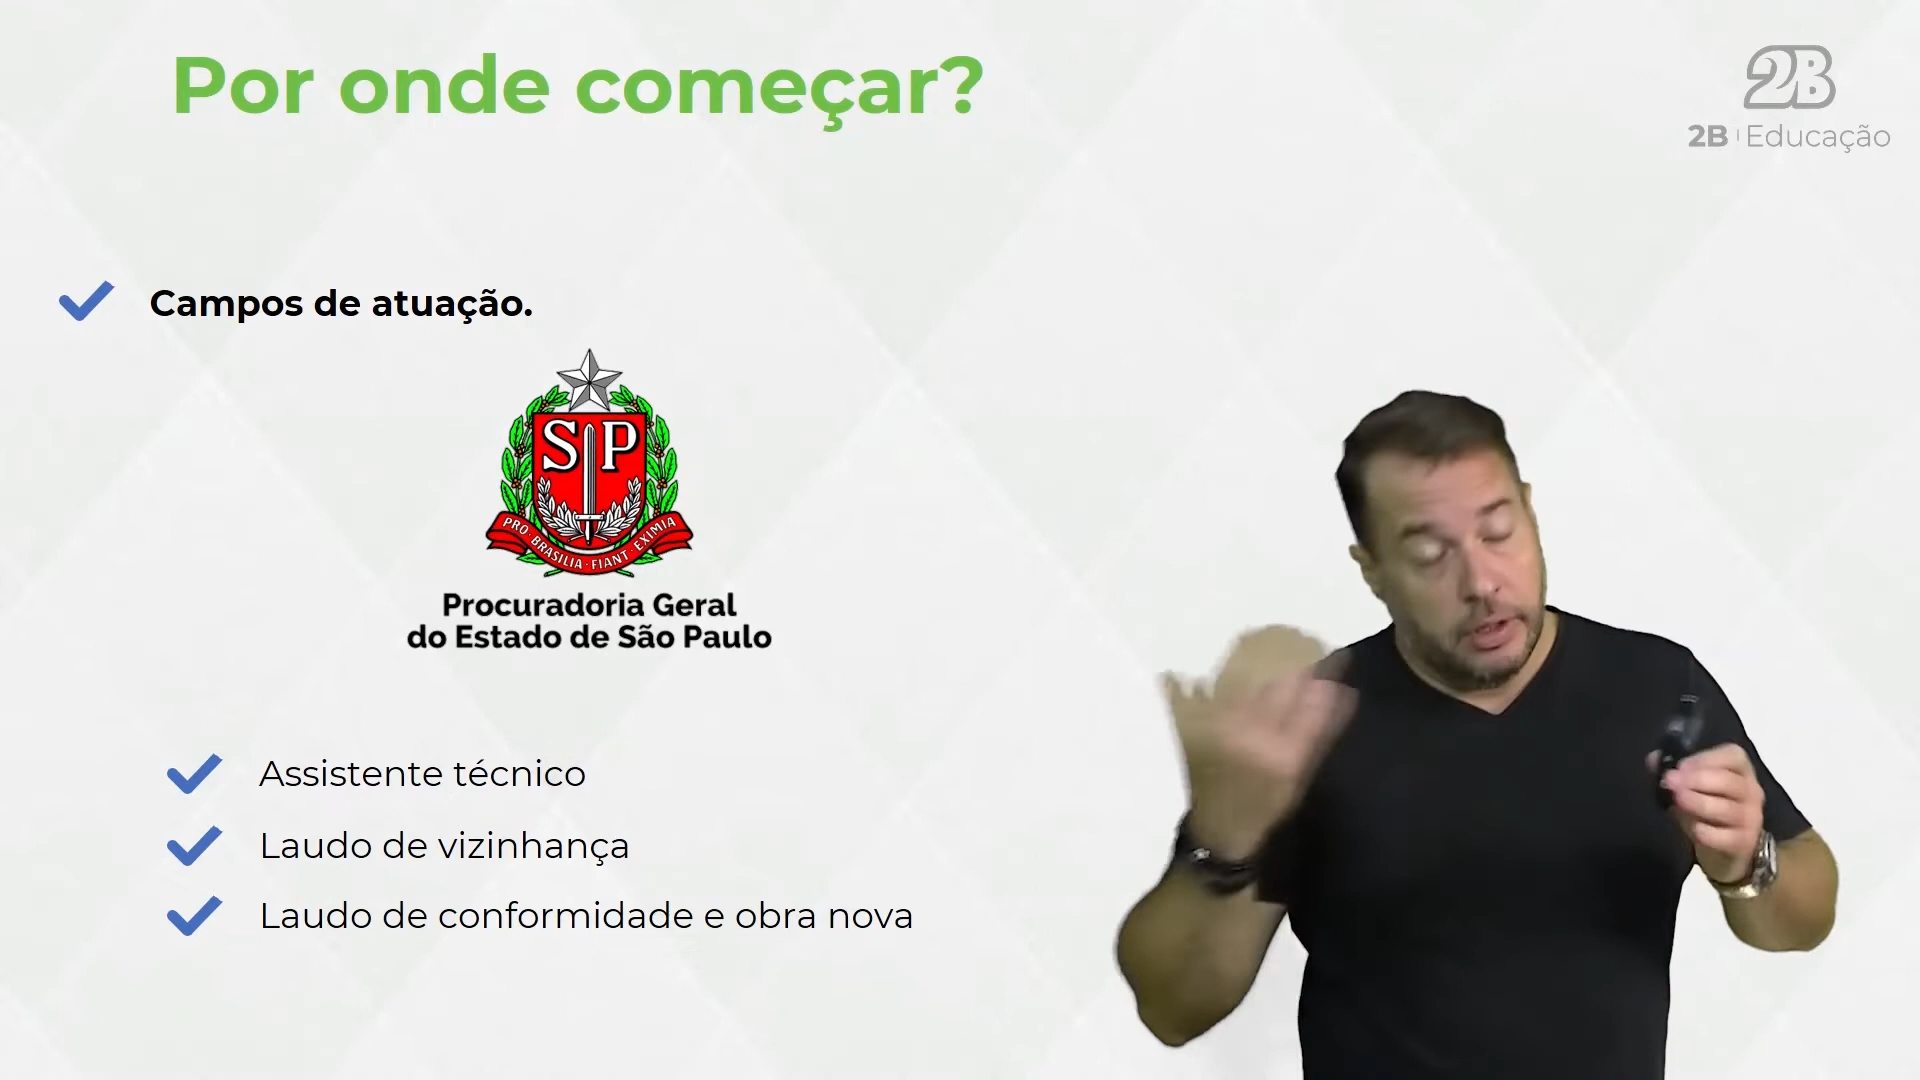 Por onde começar?
2B
2B | Educação
Campos de atuação.
SP
PRO·BRASILIA·FIANT·EXIMIA
Procuradoria Geral
do Estado de São Paulo
Assistente técnico
Laudo de vizinhança
Laudo de conformidade e obra nova